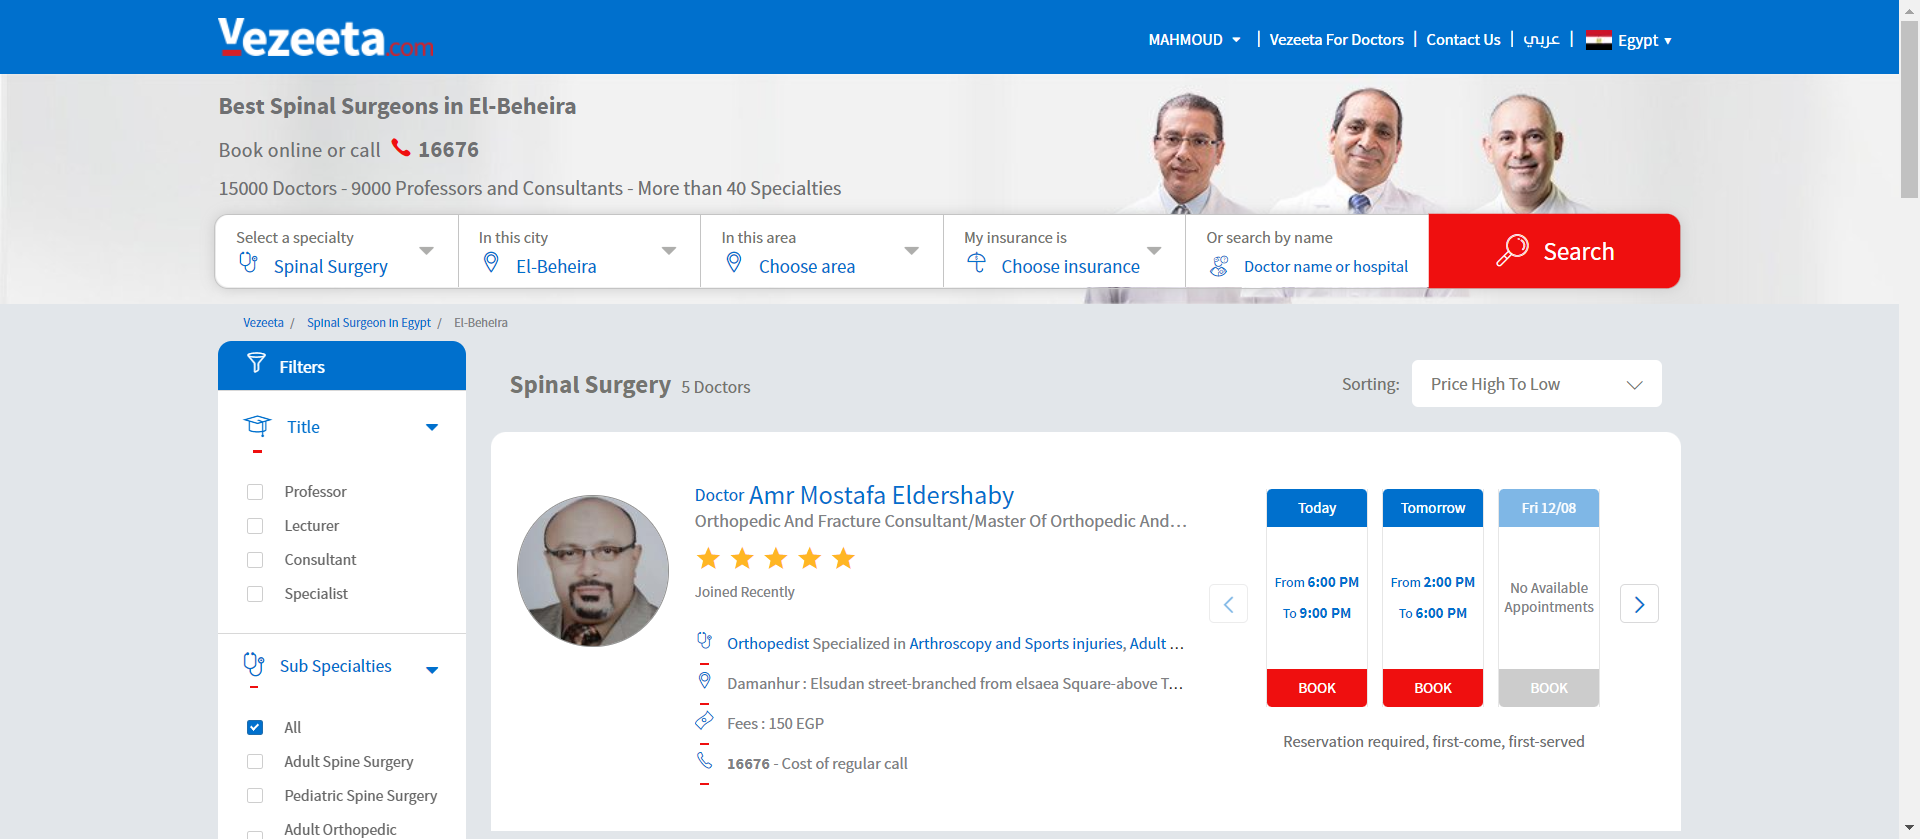 Vezeeta.com
MAHMOUD
Vezeeta For Doctors
Contact Us
عربي
Egypt
Best Spinal Surgeons in El-Beheira
Book online or call 16676
15000 Doctors - 9000 Professors and Consultants - More than 40 Specialties
Select a specialty
Spinal Surgery
In this city
El-Beheira
In this area
Choose area
My insurance is
Choose insurance
Or search by name
Doctor name or hospital
Search
Vezeeta / Spinal Surgeon in Egypt / El-Beheira
Filters
Title
Professor
Lecturer
Consultant
Specialist
Sub Specialties
All
Adult Spine Surgery
Pediatric Spine Surgery
Adult Orthopedic
Spinal Surgery 5 Doctors
Sorting: Price High To Low
Doctor Amr Mostafa Eldershaby
Orthopedic And Fracture Consultant/Master Of Orthopedic And...
Joined Recently
Orthopedist Specialized in Arthroscopy and Sports injuries, Adult ...
Damanhur : Elsudan street-branched from elsaea Square-above T...
Fees : 150 EGP
16676 - Cost of regular call
Today
From 6:00 PM
To 9:00 PM
BOOK
Tomorrow
From 2:00 PM
To 6:00 PM
BOOK
Fri 12/08
No Available
Appointments
BOOK
Reservation required, first-come, first-served